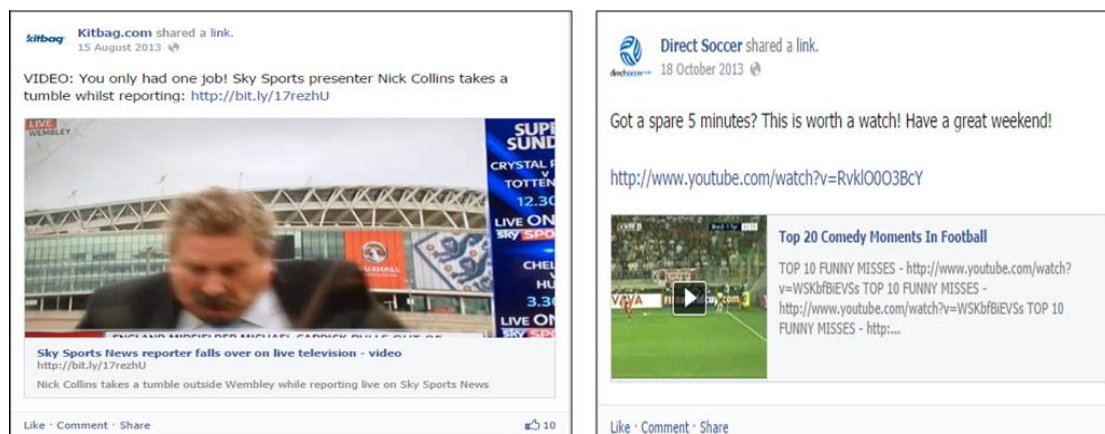 kitbag
Kitbag.com shared a link.
15 August 2013
VIDEO: You only had one job! Sky Sports presenter Nick Collins takes a
tumble whilst reporting: http://bit.ly/17rezhU
LIVE
WEMBLEY
SUPE
SUND
CRYSTAL P
v
TOTTEN
12.30
LIVE ON
sky SPO
CHEL
v
HU
3.30
LIVE ON
sky SPO
VAUXHALL
ENGLAND MIDFIELDER MICHAEL CARRICK PULLS OUT OF
Sky Sports News reporter falls over on live television - video
http://bit.ly/17rezhU
Nick Collins takes a tumble outside Wembley while reporting live on Sky Sports News
Like · Comment · Share
10
Direct Soccer shared a link.
18 October 2013
Got a spare 5 minutes? This is worth a watch! Have a great weekend!
http://www.youtube.com/watch?v=RvklO0O3BcY
Top 20 Comedy Moments In Football
TOP 10 FUNNY MISSES - http://www.youtube.com/watch?
v=WSKbfBiEVSs TOP 10 FUNNY MISSES -
http://www.youtube.com/watch?v=WSKbfBiEVSs TOP 10
FUNNY MISSES - http:...
Like · Comment · Share